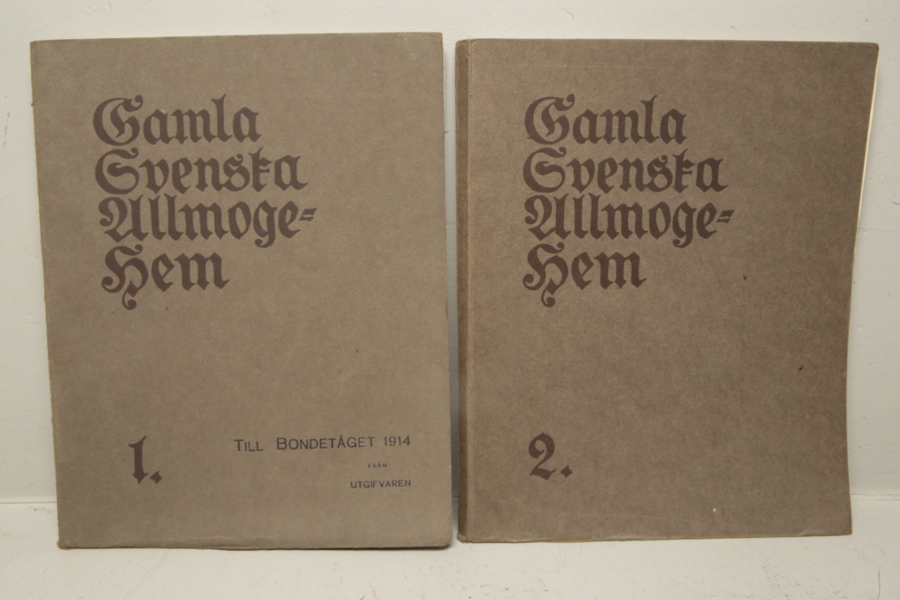 Gamla
Svenska
Allmoge=
Hem
1.
TILL BONDETÅGET 1914
FRÅN
UTGIFVAREN
Gamla
Svenska
Allmoge=
Hem
2.